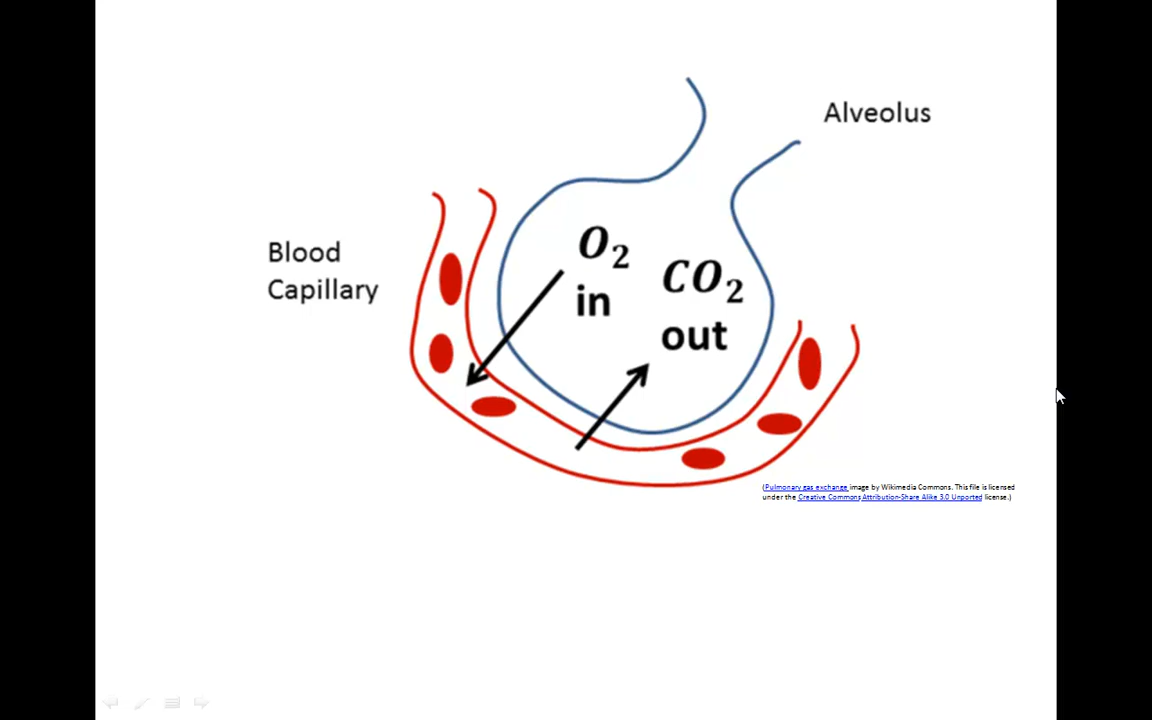 Alveolus
Blood
Capillary
O₂
in
CO₂
out
(Pulmonary gas exchange image by Wikimedia Commons. This file is licensed
under the Creative Commons Attribution-Share Alike 3.0 Unported license.)